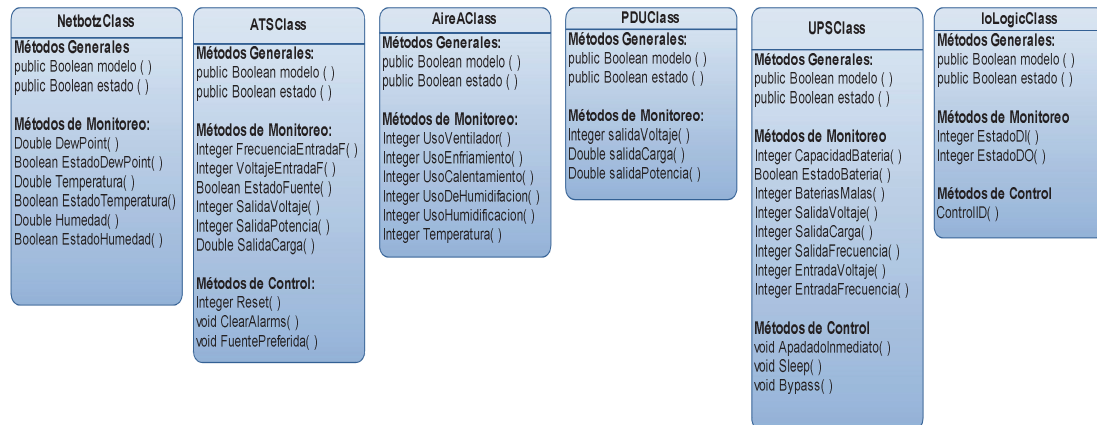 NetbotzClass
Métodos Generales
public Boolean modelo ( )
public Boolean estado ( )
Métodos de Monitoreo:
Double DewPoint( )
Boolean EstadoDewPoint( )
Double Temperatura( )
Boolean EstadoTemperatura()
Double Humedad( )
Boolean EstadoHumedad( )
ATSClass
Métodos Generales:
public Boolean modelo ( )
public Boolean estado ( )
Métodos de Monitoreo:
Integer FrecuenciaEntradaF( )
Integer VoltajeEntradaF( )
Boolean EstadoFuente( )
Integer SalidaVoltaje( )
Integer SalidaPotencia( )
Double SalidaCarga( )
Métodos de Control:
Integer Reset( )
void ClearAlarms( )
void FuentePreferida( )
AireAClass
Métodos Generales:
public Boolean modelo ( )
public Boolean estado ( )
Métodos de Monitoreo:
Integer UsoVentilador( )
Integer UsoEnfriamiento( )
Integer UsoCalentamiento( )
Integer UsoDeHumidifacion( )
Integer UsoHumidificacion( )
Integer Temperatura( )
PDUClass
Métodos Generales:
public Boolean modelo ( )
public Boolean estado ( )
Métodos de Monitoreo:
Integer salidaVoltaje( )
Double salidaCarga( )
Double salidaPotencia( )
UPSClass
Métodos Generales:
public Boolean modelo ( )
public Boolean estado ( )
Métodos de Monitoreo
Integer CapacidadBateria( )
Boolean EstadoBateria( )
Integer BateriasMalas( )
Integer SalidaVoltaje( )
Integer SalidaCarga( )
Integer SalidaFrecuencia( )
Integer EntradaVoltaje( )
Integer EntradaFrecuencia( )
Métodos de Control
void ApadadoInmediato( )
void Sleep( )
void Bypass( )
IoLogicClass
Métodos Generales:
public Boolean modelo ( )
public Boolean estado ( )
Métodos de Monitoreo
Integer EstadoDI( )
Integer EstadoDO( )
Métodos de Control
ControlID( )